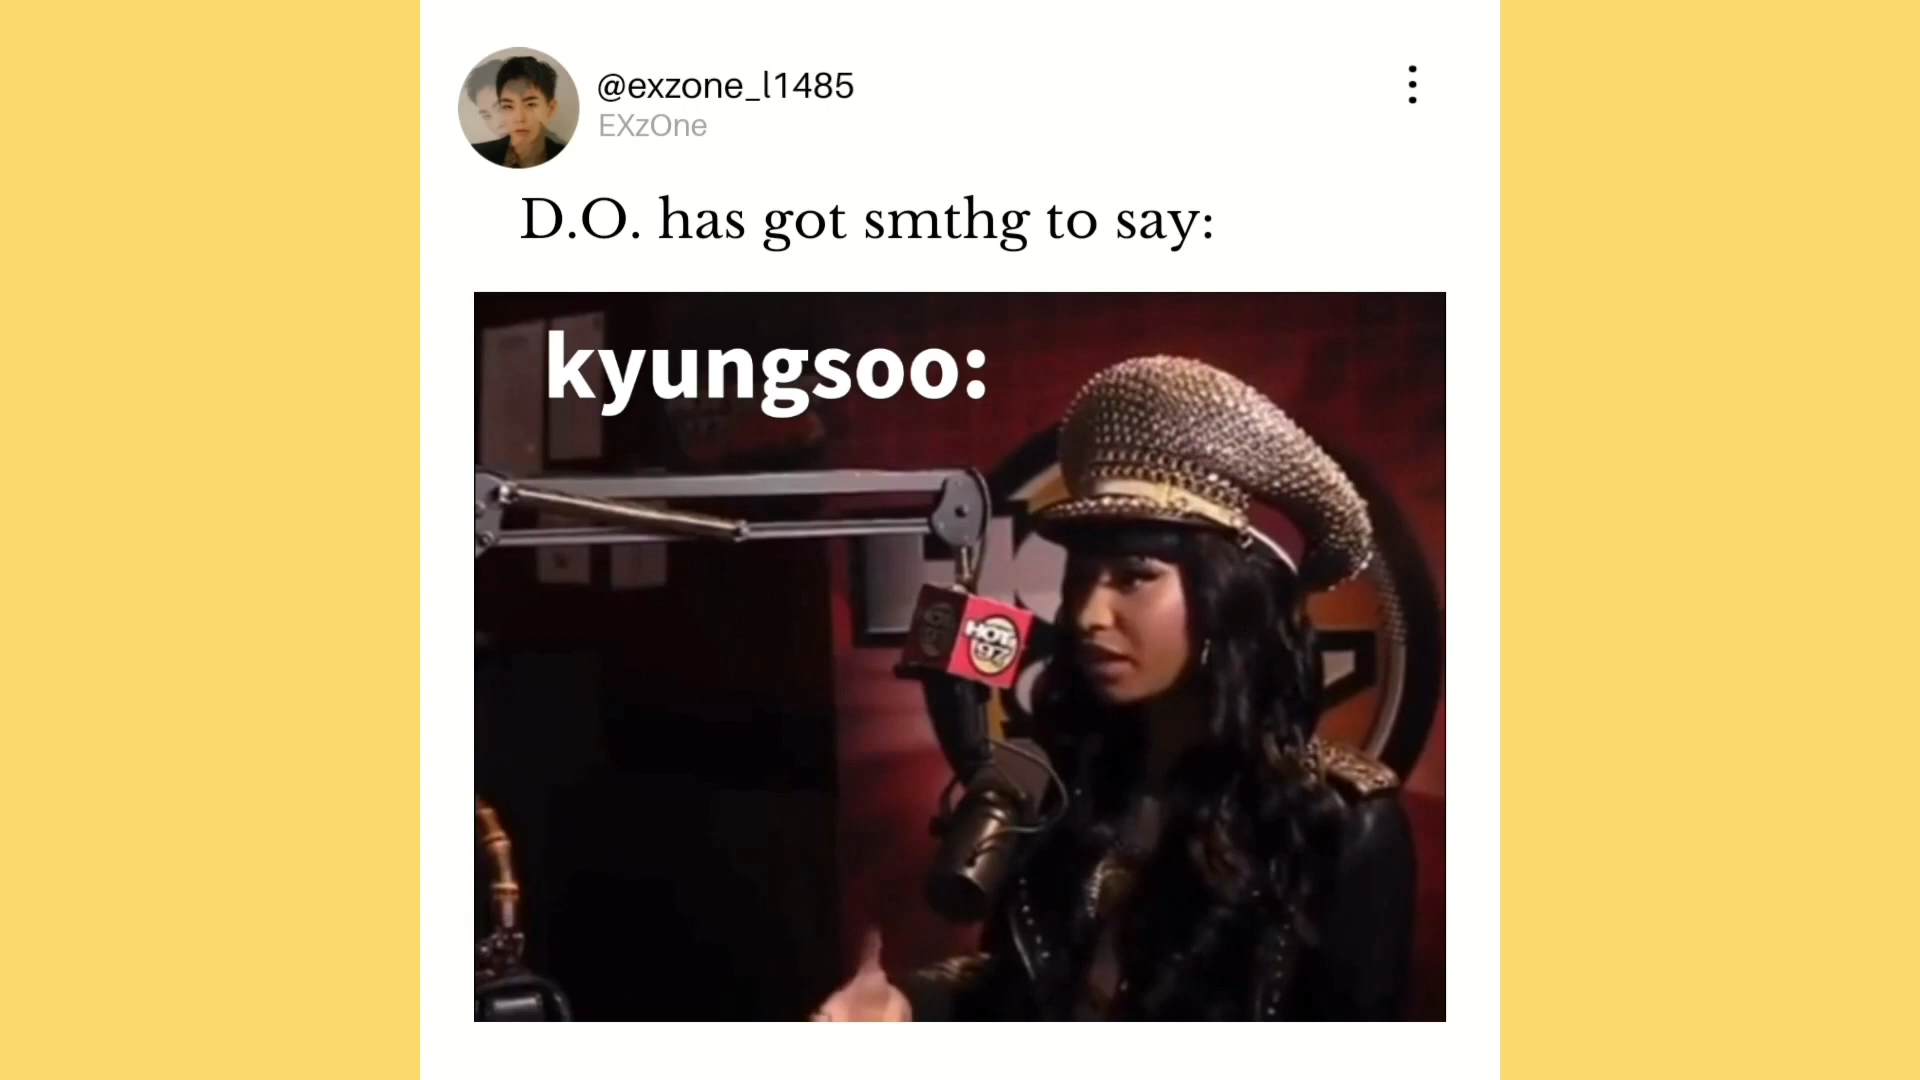 @exzone_l1485
EXzOne
D.O. has got smthg to say:
kyungsoo:
HOT
97